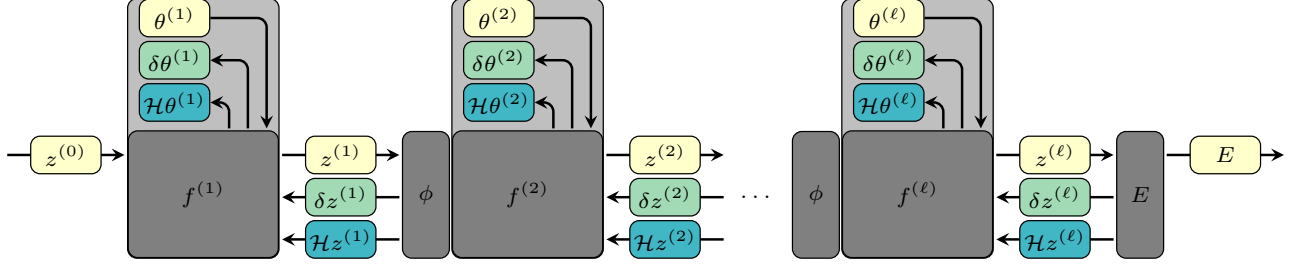 θ⁽¹⁾ θ⁽²⁾ θ⁽ℓ⁾
δθ⁽¹⁾ δθ⁽²⁾ δθ⁽ℓ⁾
ℋθ⁽¹⁾ ℋθ⁽²⁾ ℋθ⁽ℓ⁾
z⁽⁰⁾ z⁽¹⁾ z⁽²⁾ z⁽ℓ⁾ E
f⁽¹⁾ δz⁽¹⁾ ϕ f⁽²⁾ δz⁽²⁾ ··· ϕ f⁽ℓ⁾ δz⁽ℓ⁾ E
ℋz⁽¹⁾ ℋz⁽²⁾ ℋz⁽ℓ⁾